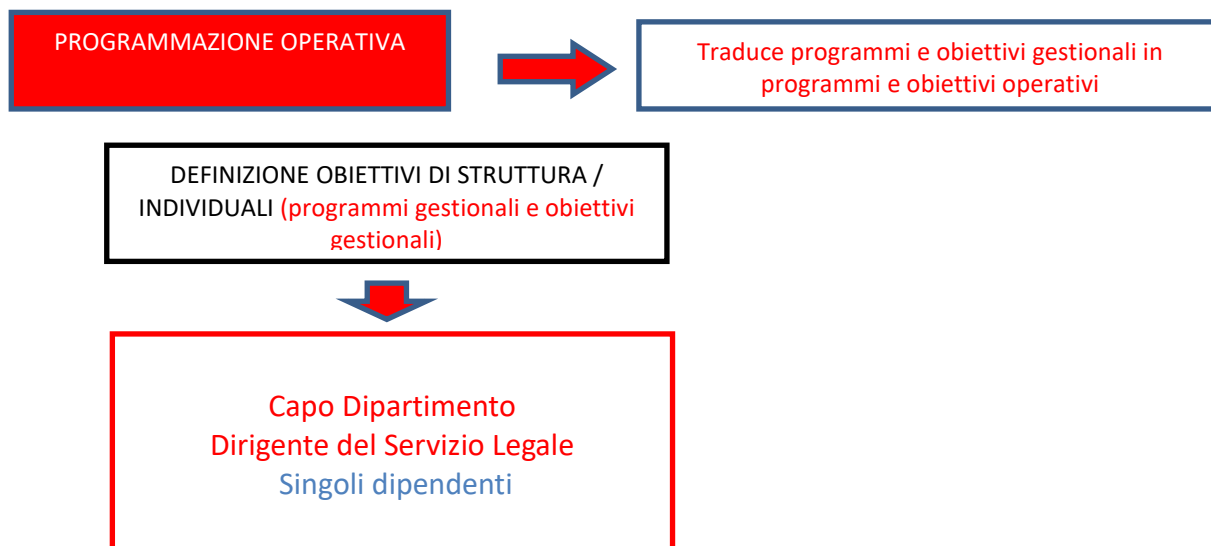 PROGRAMMAZIONE OPERATIVA
Traduce programmi e obiettivi gestionali in
programmi e obiettivi operativi
DEFINIZIONE OBIETTIVI DI STRUTTURA /
INDIVIDUALI (programmi gestionali e obiettivi
gestionali)
Capo Dipartimento
Dirigente del Servizio Legale
Singoli dipendenti